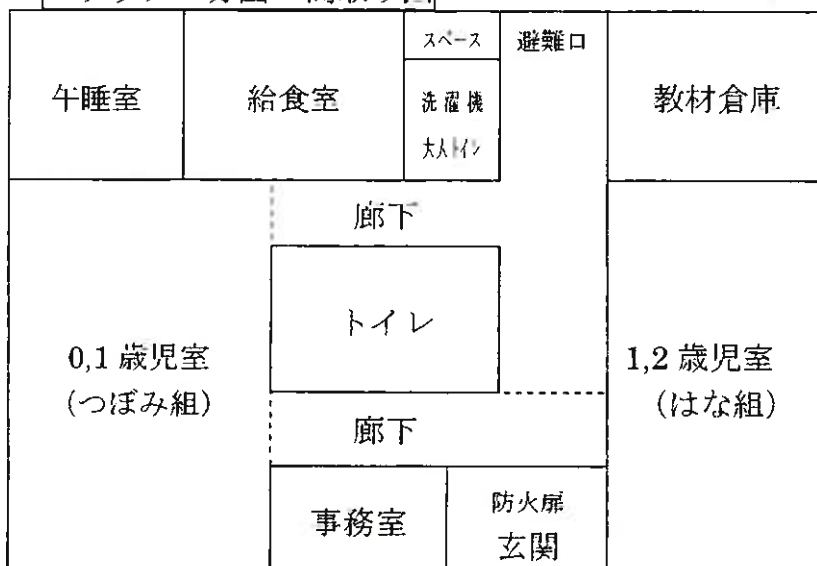 スペース
避難口
午睡室
給食室
洗濯機
教材倉庫
大人トイレ
廊下
トイレ
0,1 歳児室
(つぼみ組)
1,2 歳児室
(はな組)
廊下
事務室
防火扉
玄関